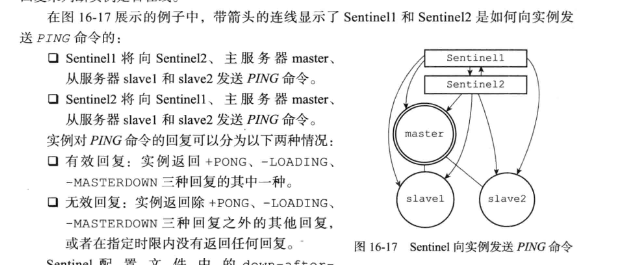 在图 16-17 展示的例子中，带箭头的连线显示了 Sentinel1 和 Sentinel2 是如何向实例发
送 PING 命令的：
❏ Sentinel1 将向 Sentinel2、主服务器 master、
从服务器 slave1 和 slave2 发送 PING 命令。
❏ Sentinel2 将向 Sentinel1、主服务器 master、
从服务器 slave1 和 slave2 发送 PING 命令。
实例对 PING 命令的回复可以分为以下两种情况：
❏ 有效回复：实例返回 +PONG、-LOADING、
-MASTERDOWN 三种回复的其中一种。
❏ 无效回复：实例返回除 +PONG、-LOADING、
-MASTERDOWN 三种回复之外的其他回复，
或者在指定时限内没有返回任何回复。
Sentinel 配置文件中的 down-after-
Sentinel1
Sentinel2
master
slave1
slave2
图 16-17 Sentinel 向实例发送 PING 命令